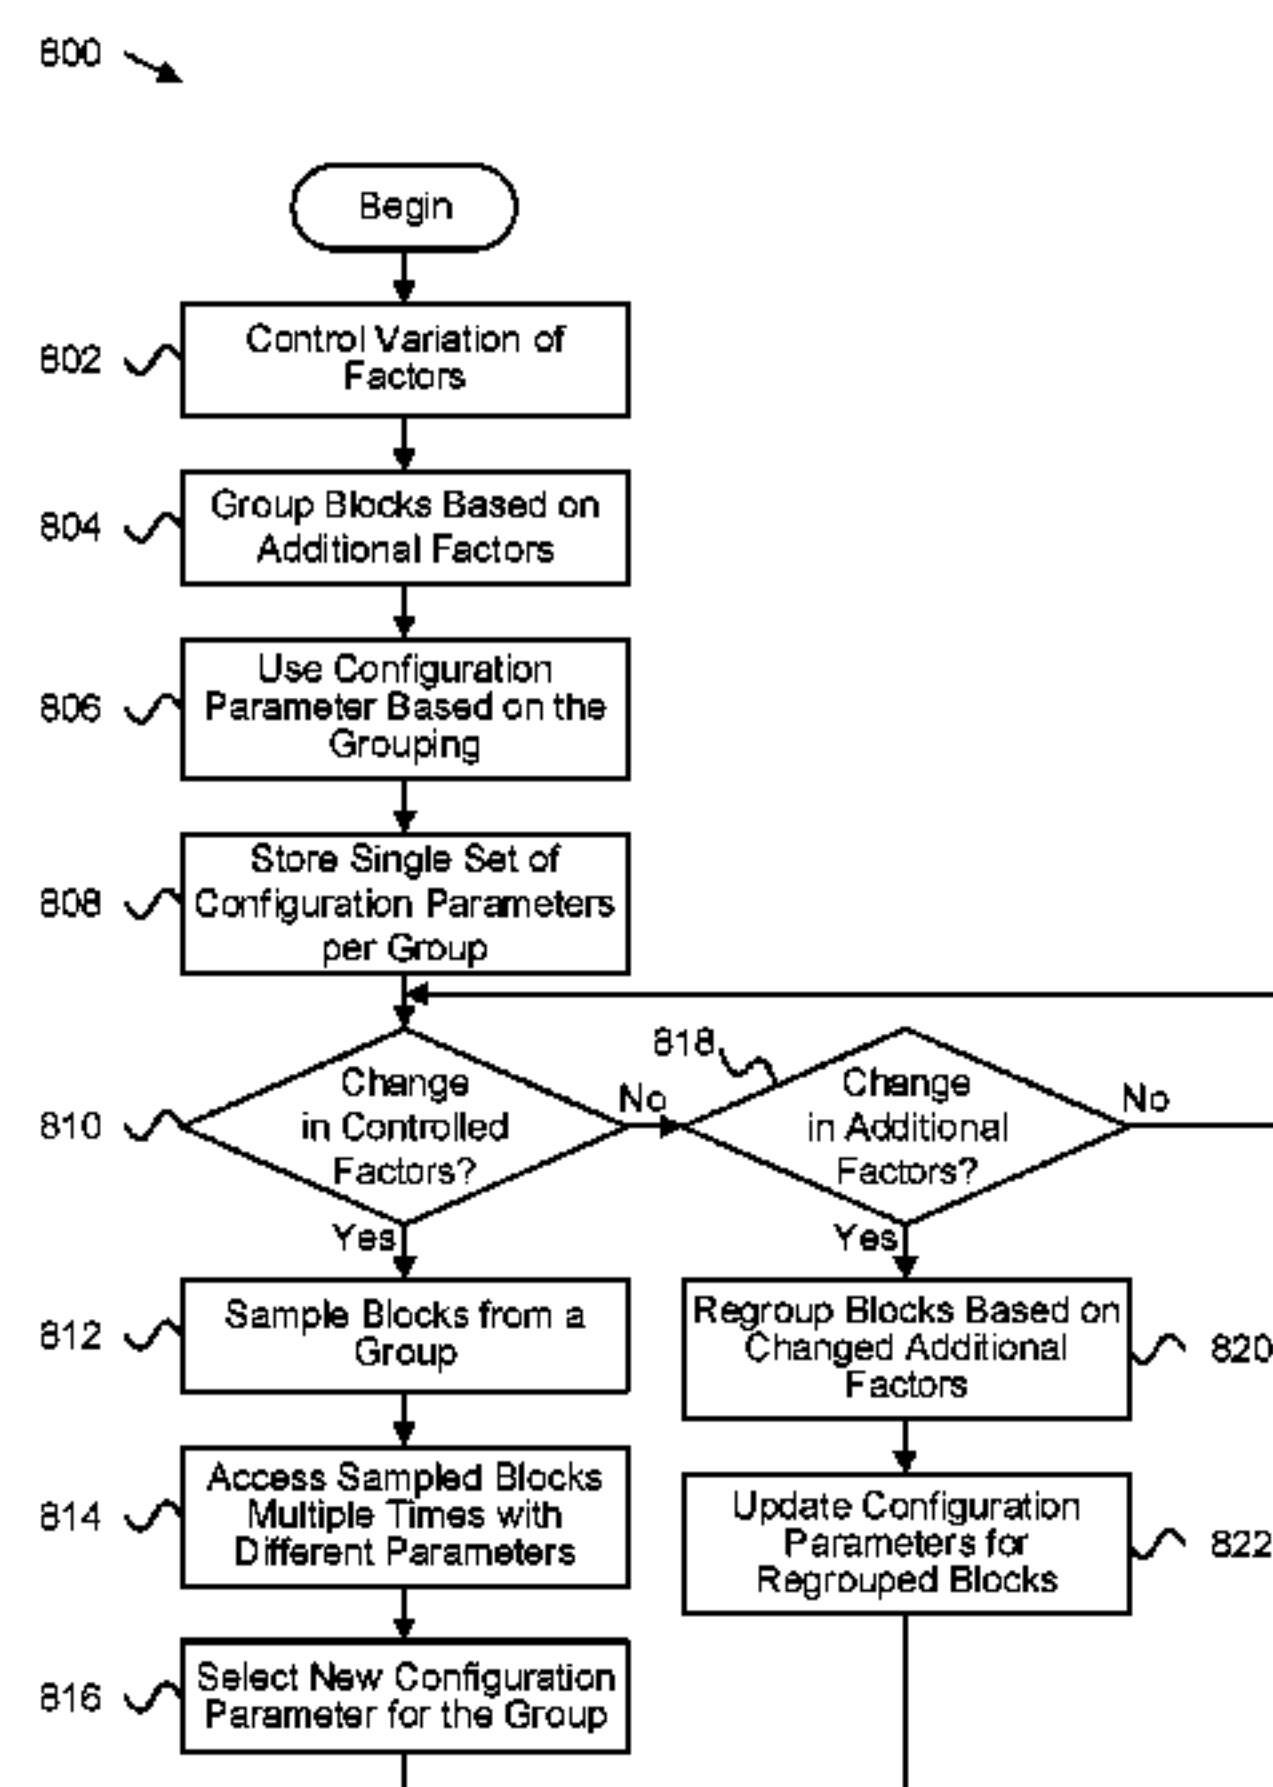 800
Begin
802
Control Variation of
Factors
804
Group Blocks Based on
Additional Factors
806
Use Configuration
Parameter Based on the
Grouping
808
Store Single Set of
Configuration Parameters
per Group
810
Change
in Controlled
Factors?
No
Yes
818
Change
in Additional
Factors?
No
Yes
812
Sample Blocks from a
Group
814
Access Sampled Blocks
Multiple Times with
Different Parameters
816
Select New Configuration
Parameter for the Group
Regroup Blocks Based on
Changed Additional
Factors
820
Update Configuration
Parameters for
Regrouped Blocks
822